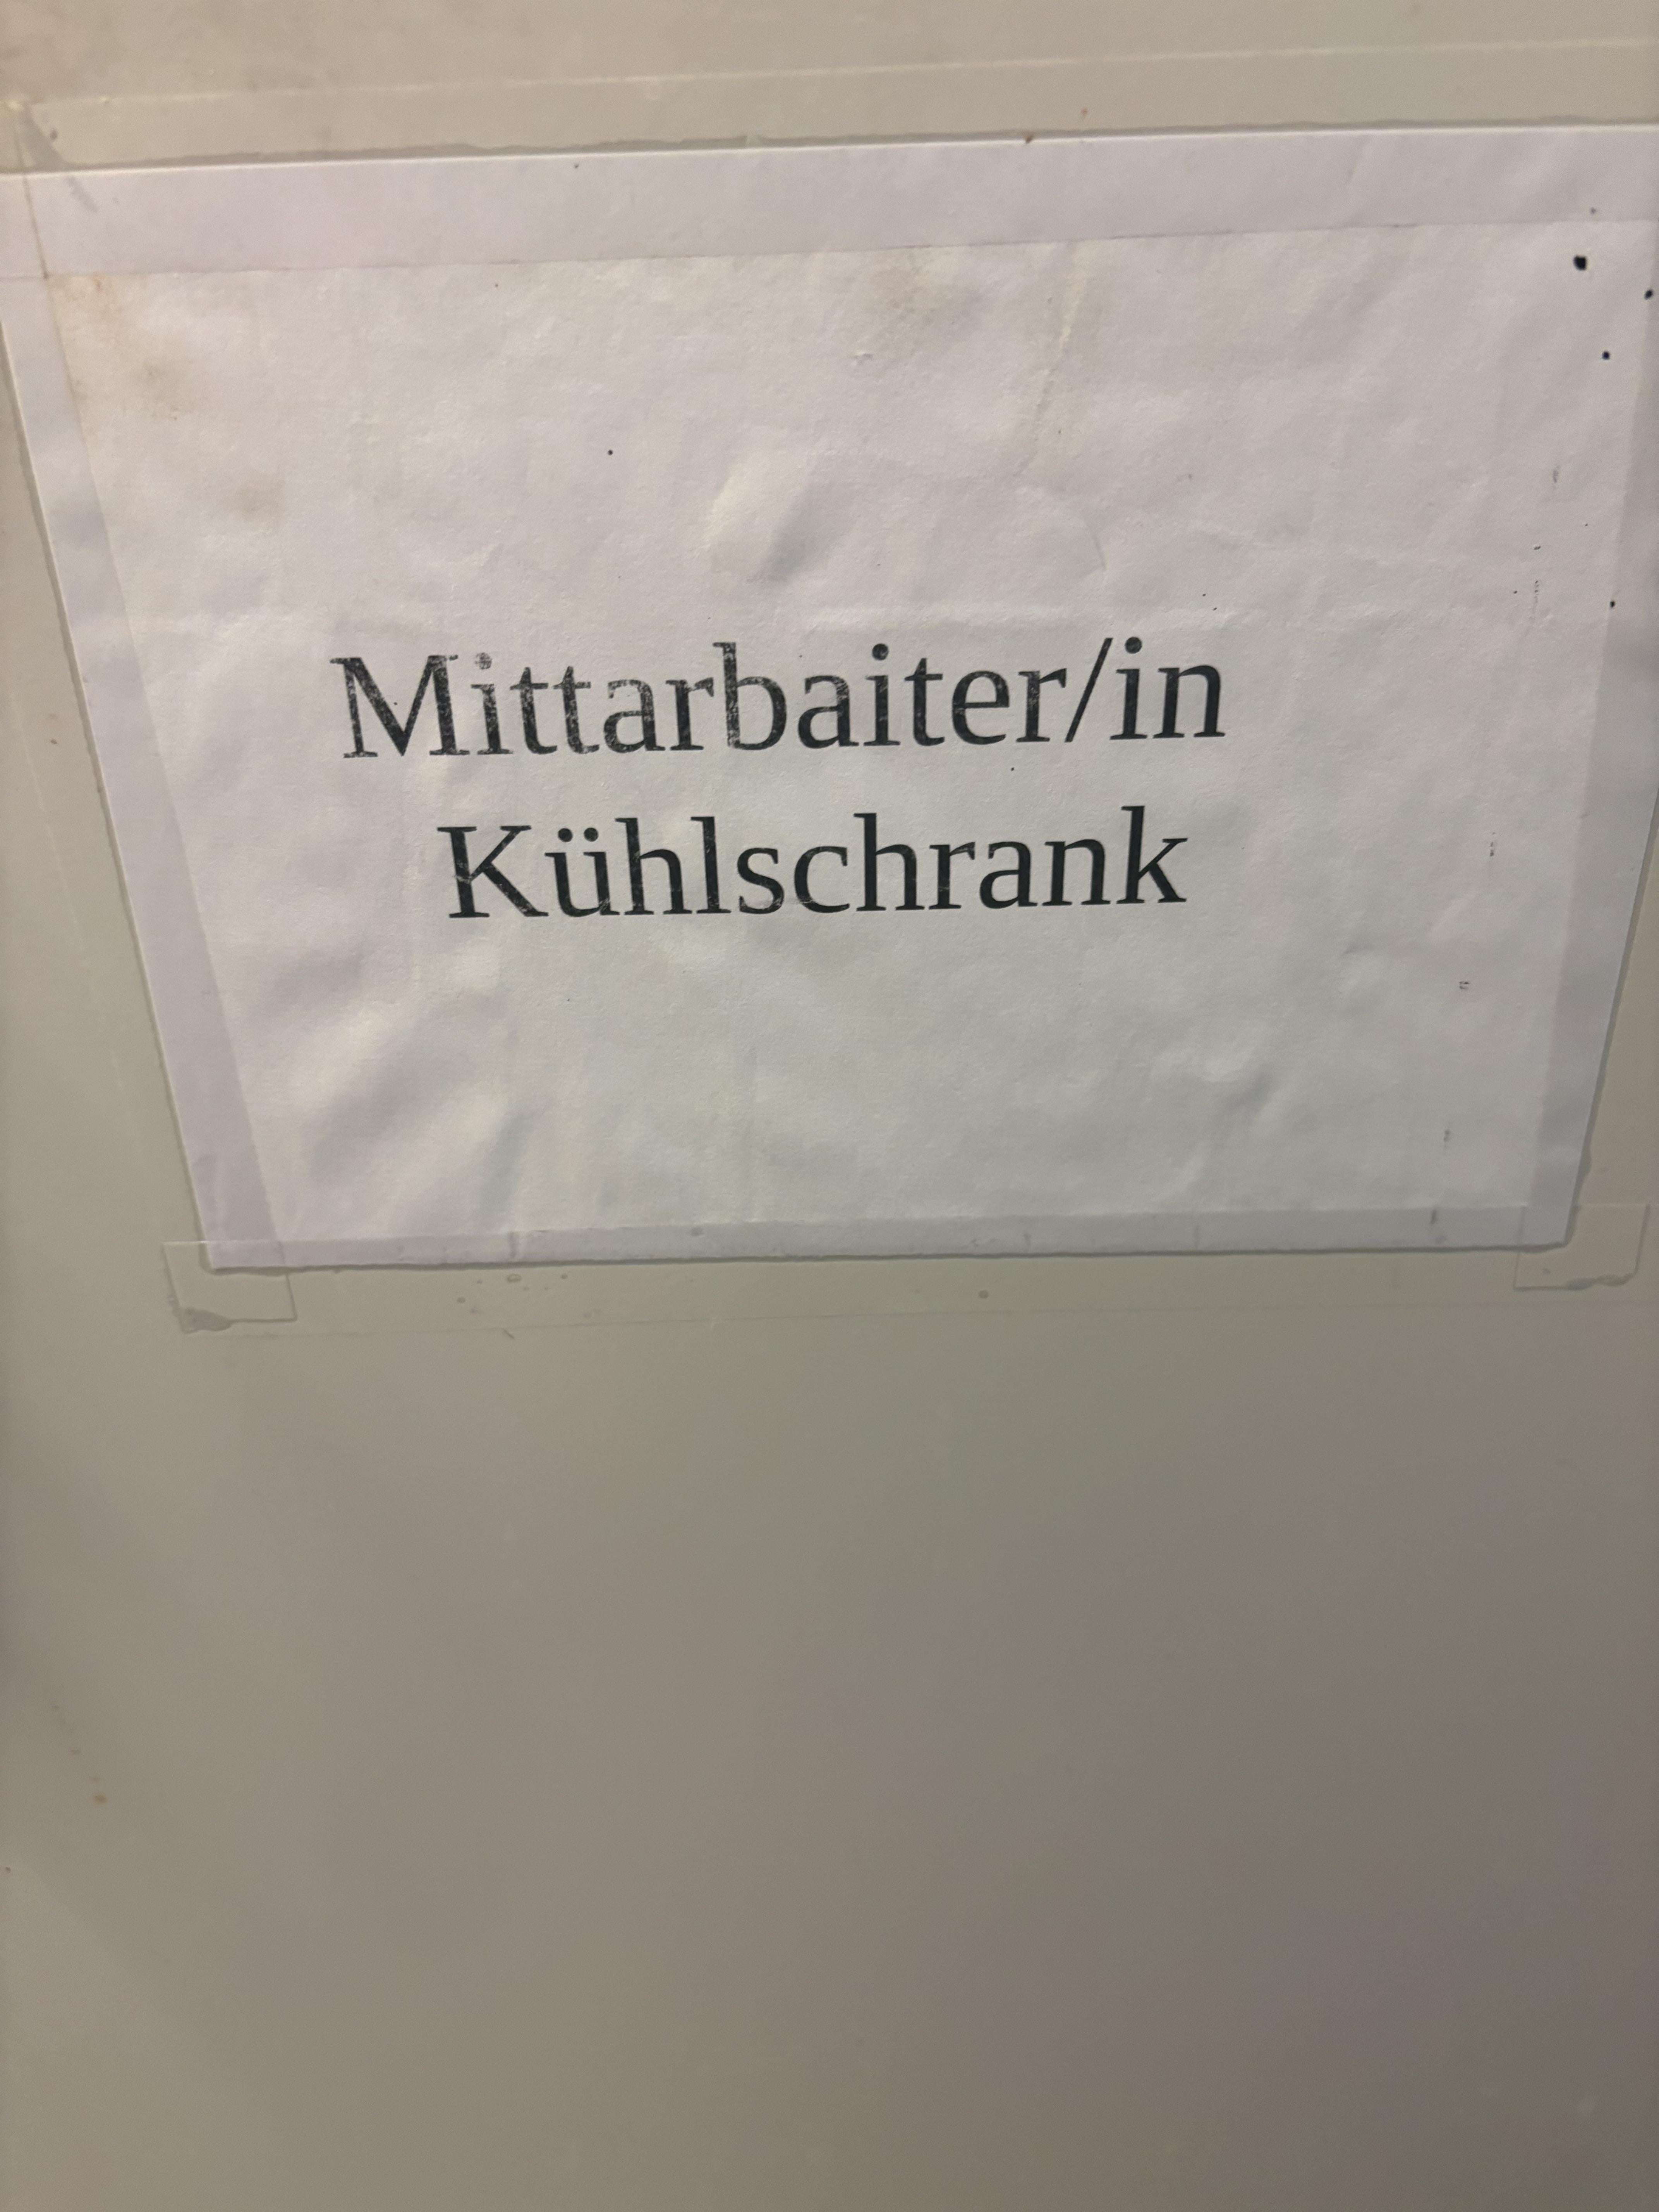 Mittarbaiter/in
Kühlschrank